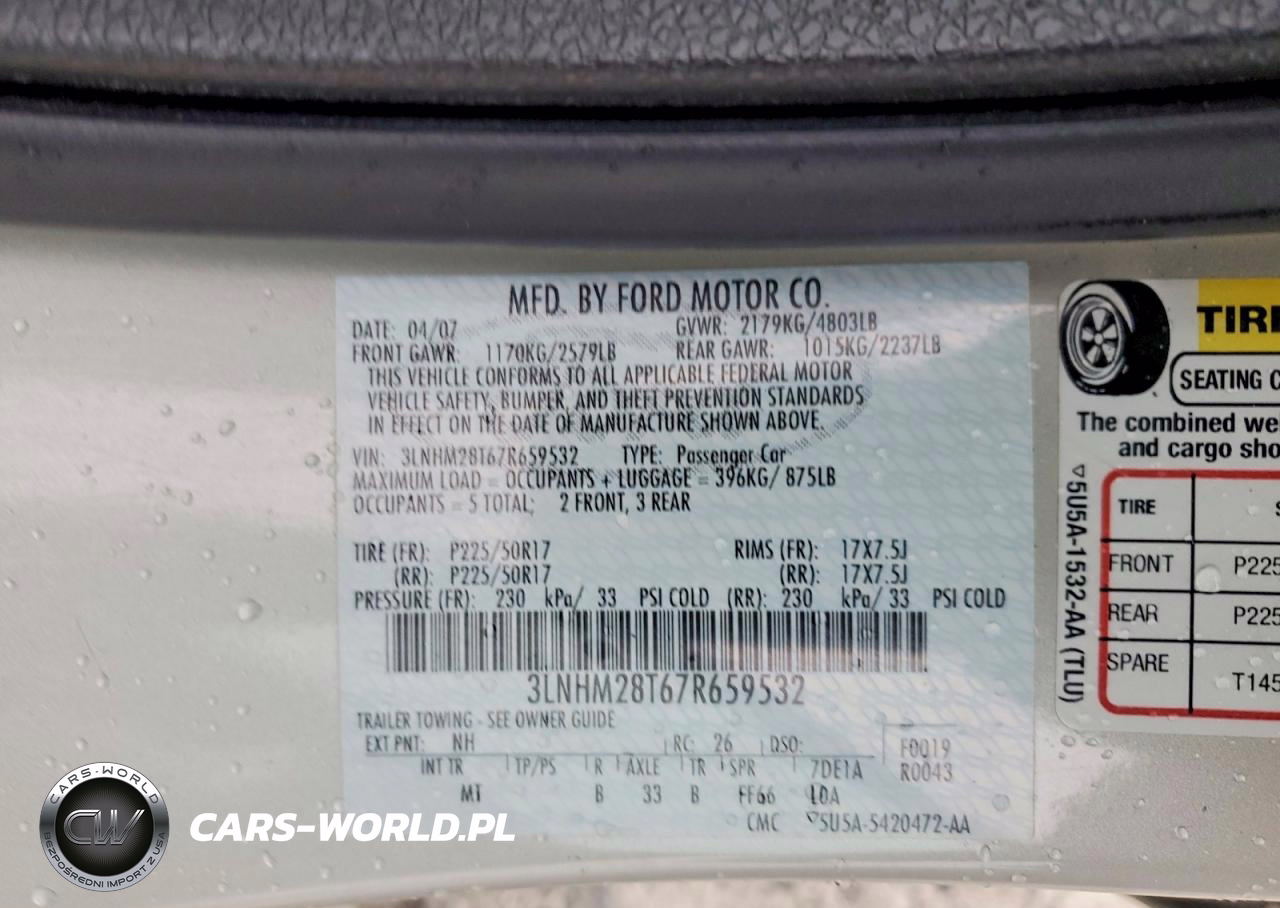 MFD. BY FORD MOTOR CO.
DATE: 04/07 GVWR: 2179KG/4803LB
FRONT GAWR: 1170KG/2579LB REAR GAWR: 1015KG/2237LB
THIS VEHICLE CONFORMS TO ALL APPLICABLE FEDERAL MOTOR
VEHICLE SAFETY, BUMPER, AND THEFT PREVENTION STANDARDS
IN EFFECT ON THE DATE OF MANUFACTURE SHOWN ABOVE.
VIN: 3LNHM28T67R659532 TYPE: Passenger Car
MAXIMUM LOAD = OCCUPANTS + LUGGAGE = 396KG/ 875LB
OCCUPANTS = 5 TOTAL; 2 FRONT, 3 REAR
TIRE (FR): P225/50R17 RIMS (FR): 17X7.5J
(RR): P225/50R17 (RR): 17X7.5J
PRESSURE (FR): 230 kPa/ 33 PSI COLD (RR): 230 kPa/ 33 PSI COLD
3LNHM28T67R659532
TRAILER TOWING - SEE OWNER GUIDE
EXT PNT: NH RC: 26 DSO: F0019
INT TR TP/PS R AXLE TR SPR 7DE1A R0043
MT B 33 B FF66 L0A
CMC ▽5U5A-5420472-AA
TIRE
SEATING C
The combined we
and cargo sho
▽5U5A-1532-AA (TLU)
TIRE S
FRONT P225
REAR P225
SPARE T145
CARS-WORLD
CW
BEZPOŚREDNI IMPORT Z USA
CARS-WORLD.PL